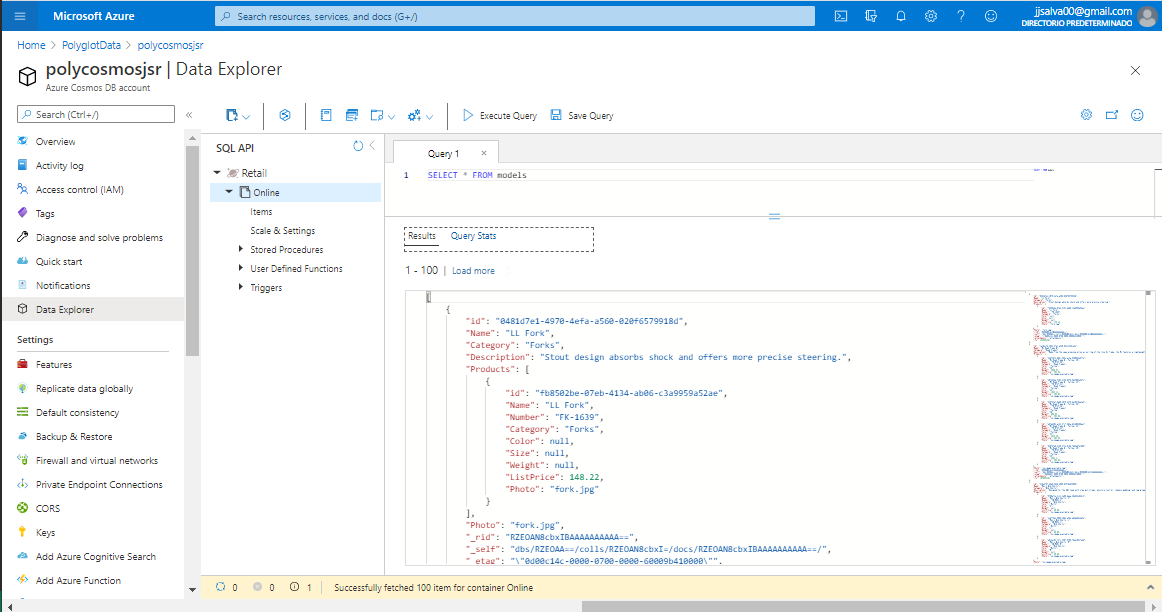 Microsoft Azure
Search resources, services, and docs (G+/)
jjsalva00@gmail.com
DIRECTORIO PREDETERMINADO
Home > PolyglotData > polycosmosjsr
polycosmosjsr | Data Explorer
Azure Cosmos DB account
Search (Ctrl+/)
«
Overview
Activity log
Access control (IAM)
Tags
Diagnose and solve problems
Quick start
Notifications
Data Explorer
Settings
Features
Replicate data globally
Default consistency
Backup & Restore
Firewall and virtual networks
Private Endpoint Connections
CORS
Keys
Add Azure Cognitive Search
Add Azure Function
Execute Query
Save Query
SQL API
Retail
Online
Items
Scale & Settings
Stored Procedures
User Defined Functions
Triggers
Query 1
1 SELECT * FROM models
Results Query Stats
1 - 100 | Load more
[
{
"id": "0481d7e1-4970-4efa-a560-020f6579918d",
"Name": "LL Fork",
"Category": "Forks",
"Description": "Stout design absorbs shock and offers more precise steering.",
"Products": [
{
"id": "fb8502be-07eb-4134-ab06-c3a9959a52ae",
"Name": "LL Fork",
"Number": "FK-1639",
"Category": "Forks",
"Color": null,
"Size": null,
"Weight": null,
"ListPrice": 148.22,
"Photo": "fork.jpg"
}
],
"Photo": "fork.jpg",
"_rid": "RZEOAN8cbxIBAAAAAAAAAA==",
"_self": "dbs/RZEOAA==/colls/RZEOAN8cbxI=/docs/RZEOAN8cbxIBAAAAAAAAAA==/",
"_etag": "\"0d00c14c-0000-0700-0000-60009b410000\"",
0 0 1 Successfully fetched 100 item for container Online